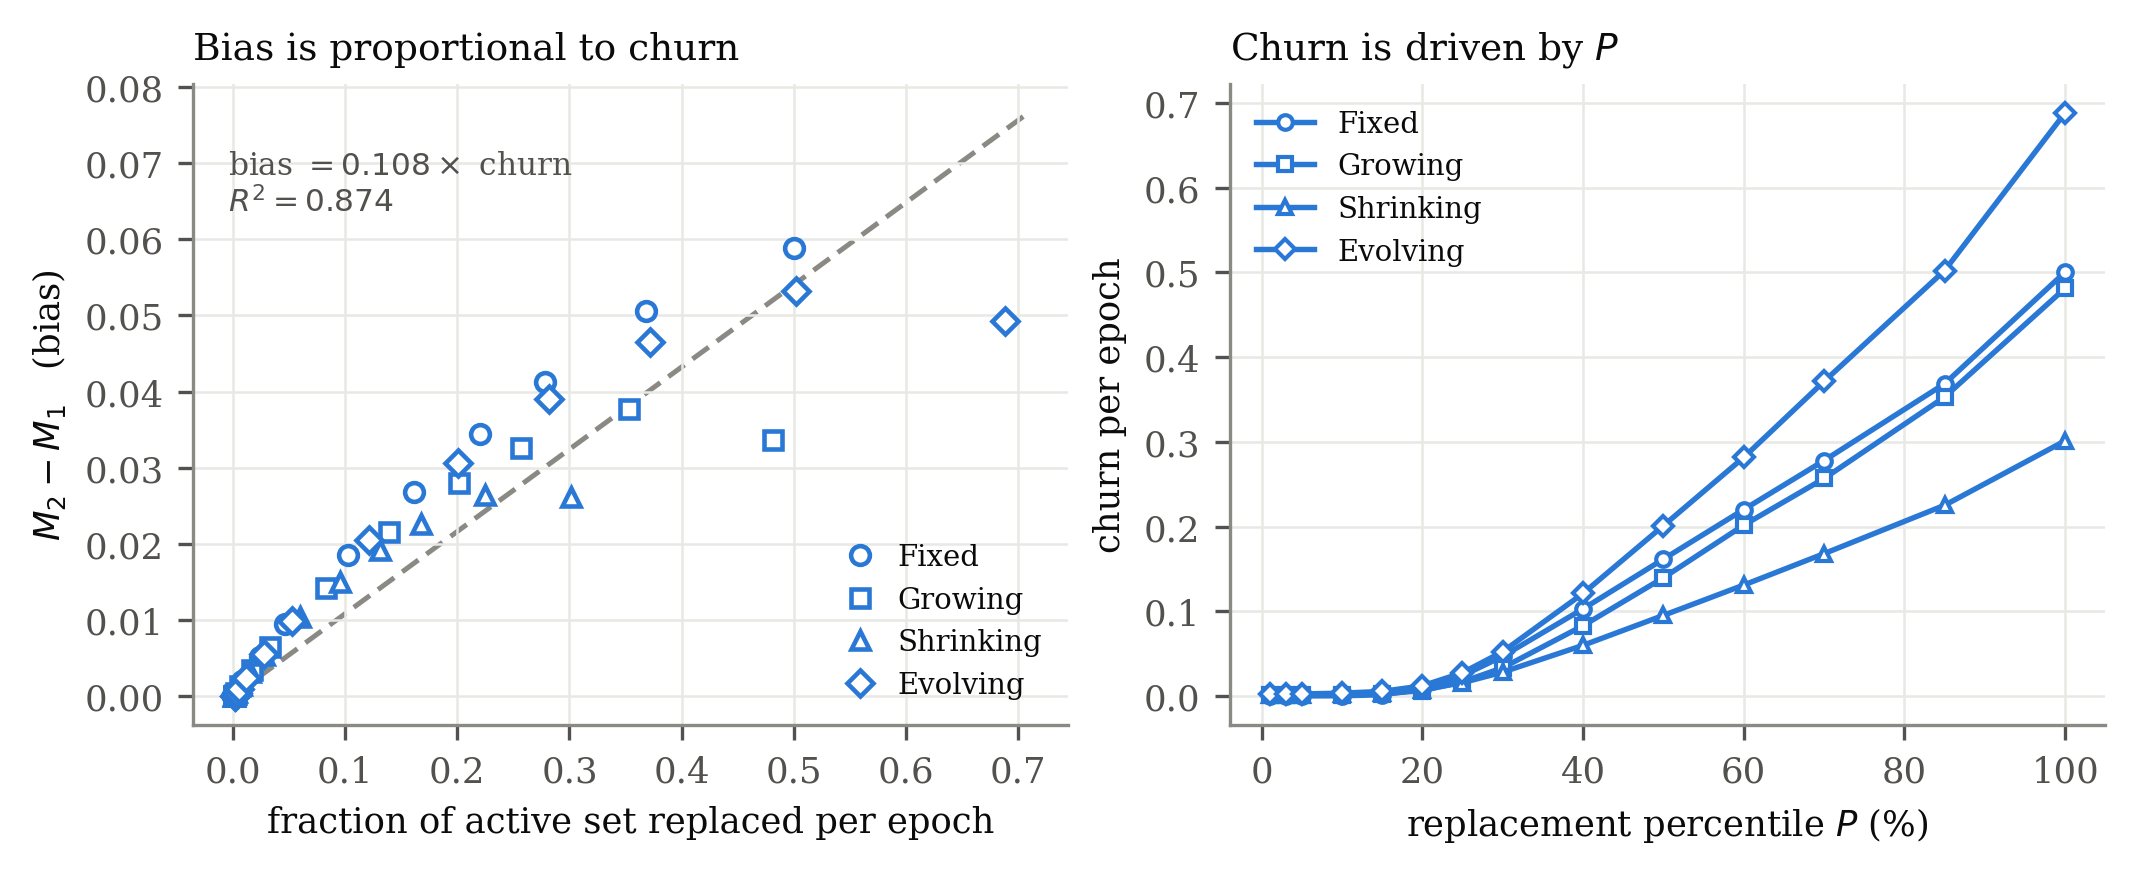 Bias is proportional to churn
0.08
0.07
0.06
0.05
0.04
0.03
0.02
0.01
0.00
M₂ − M₁ (bias)
bias = 0.108 × churn
R² = 0.874
Fixed
Growing
Shrinking
Evolving
0.0 0.1 0.2 0.3 0.4 0.5 0.6 0.7
fraction of active set replaced per epoch
Churn is driven by P
0.7
0.6
0.5
0.4
0.3
0.2
0.1
0.0
churn per epoch
Fixed
Growing
Shrinking
Evolving
0 20 40 60 80 100
replacement percentile P (%)